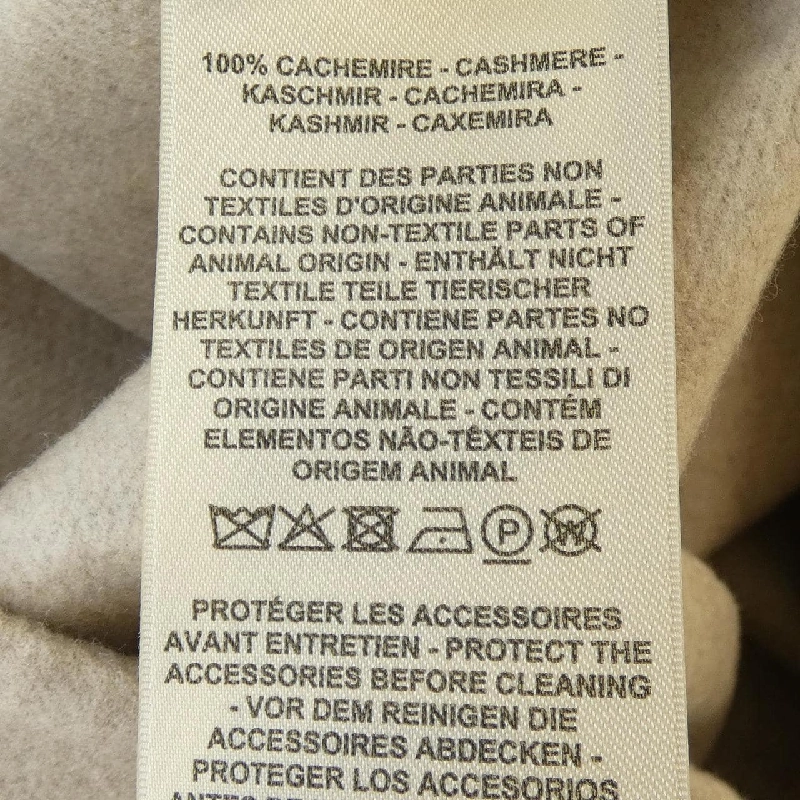 100% CACHEMIRE - CASHMERE -
KASCHMIR - CACHEMIRA -
KASHMIR - CAXEMIRA
CONTIENT DES PARTIES NON
TEXTILES D'ORIGINE ANIMALE -
CONTAINS NON-TEXTILE PARTS OF
ANIMAL ORIGIN - ENTHÄLT NICHT
TEXTILE TEILE TIERISCHER
HERKUNFT - CONTIENE PARTES NO
TEXTILES DE ORIGEN ANIMAL -
CONTIENE PARTI NON TESSILI DI
ORIGINE ANIMALE - CONTÉM
ELEMENTOS NÃO-TÊXTEIS DE
ORIGEM ANIMAL
P W
PROTÉGER LES ACCESSOIRES
AVANT ENTRETIEN - PROTECT THE
ACCESSORIES BEFORE CLEANING
- VOR DEM REINIGEN DIE
ACCESSOIRES ABDECKEN -
PROTEGER LOS ACCESORIOS